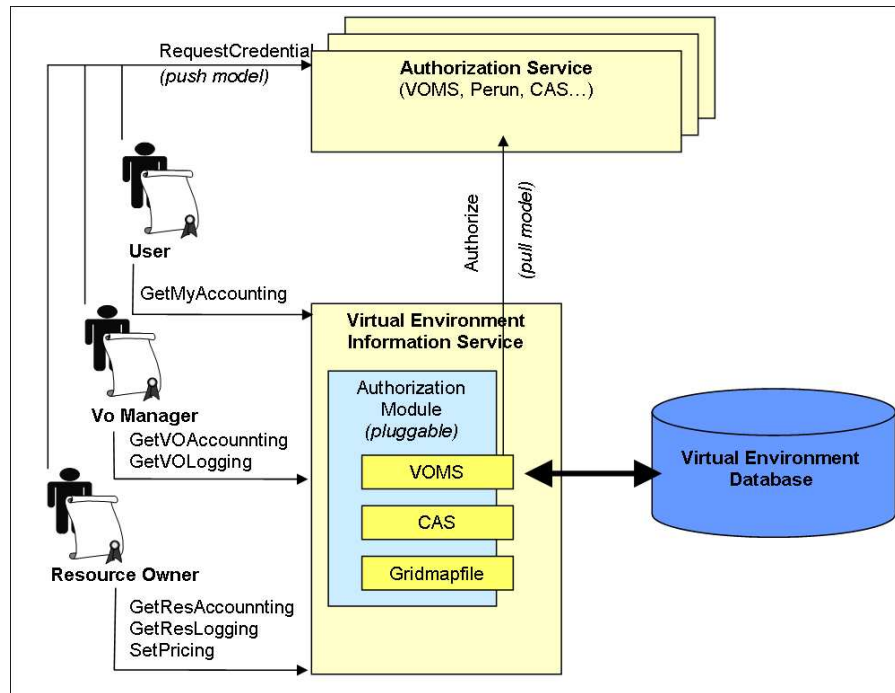 RequestCredential
(push model)
Authorization Service
(VOMS, Perun, CAS…)
Authorize
(pull model)
User
GetMyAccounting
Virtual Environment
Information Service
Authorization
Module
(pluggable)
Vo Manager
GetVOAccounnting
GetVOLogging
VOMS
CAS
Gridmapfile
Virtual Environment
Database
Resource Owner
GetResAccounnting
GetResLogging
SetPricing